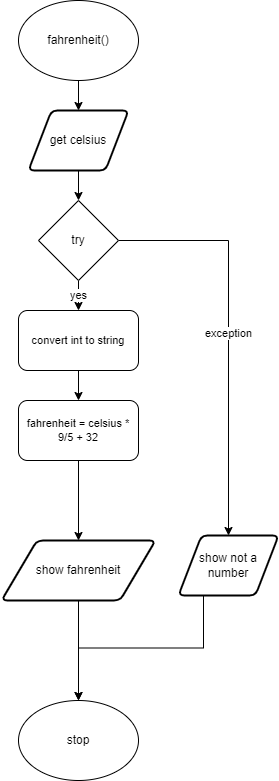 fahrenheit()
get celsius
try
yes
convert int to string
exception
fahrenheit = celsius *
9/5 + 32
show fahrenheit
show not a
number
stop